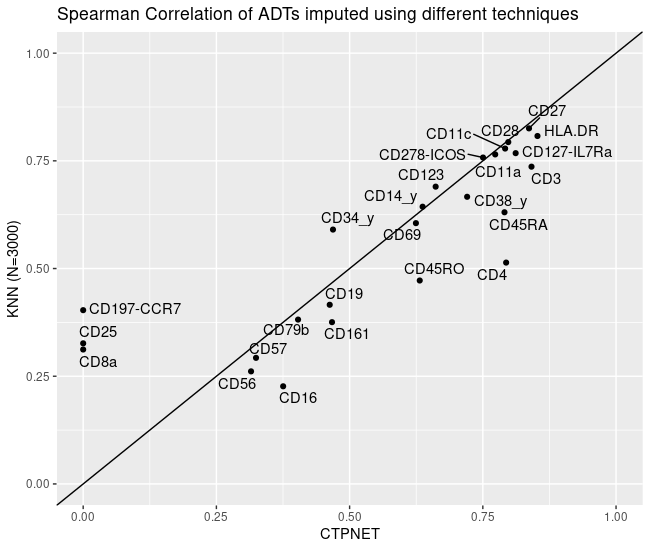 Spearman Correlation of ADTs imputed using different techniques
1.00
CD27
CD11c
CD28
HLA.DR
CD278-ICOS
CD127-IL7Ra
0.75
CD11a
CD123
CD3
CD14_y
CD38_y
CD34_y
CD45RA
CD69
KNN (N=3000)
0.50
CD45RO
CD4
CD19
CD197-CCR7
CD25
CD79b
CD161
CD57
CD8a
0.25
CD56
CD16
0.00
0.00
0.25
0.50
0.75
1.00
CTPNET